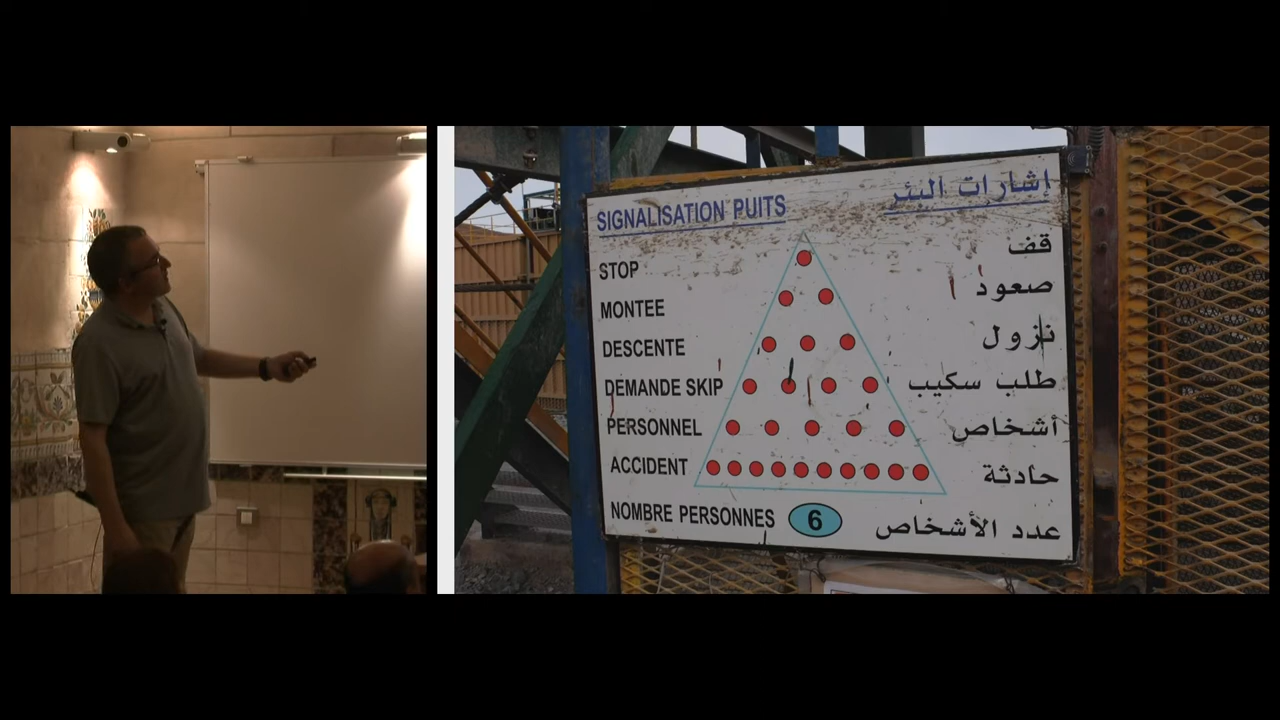 SIGNALISATION PUITS إشارات البئر
STOP قف
MONTEE صعود
DESCENTE نزول
DEMANDE SKIP طلب سكيب
PERSONNEL أشخاص
ACCIDENT حادثة
NOMBRE PERSONNES 6 عدد الأشخاص